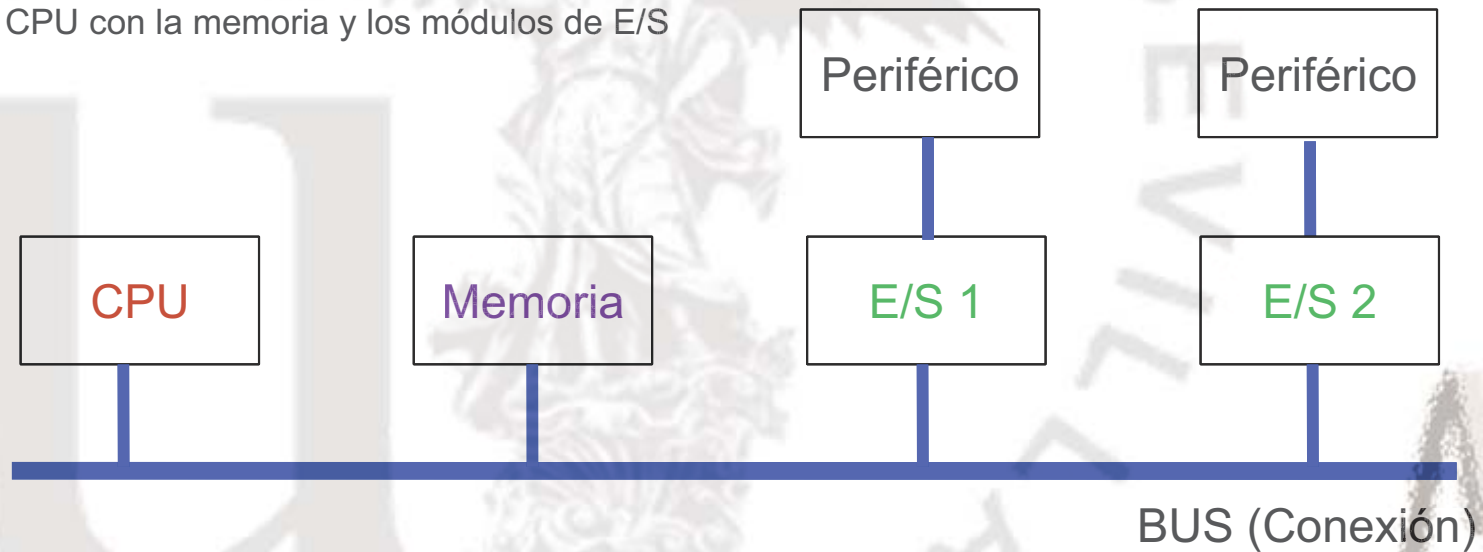 CPU con la memoria y los módulos de E/S
Periférico
Periférico
CPU
Memoria
E/S 1
E/S 2
BUS (Conexión)